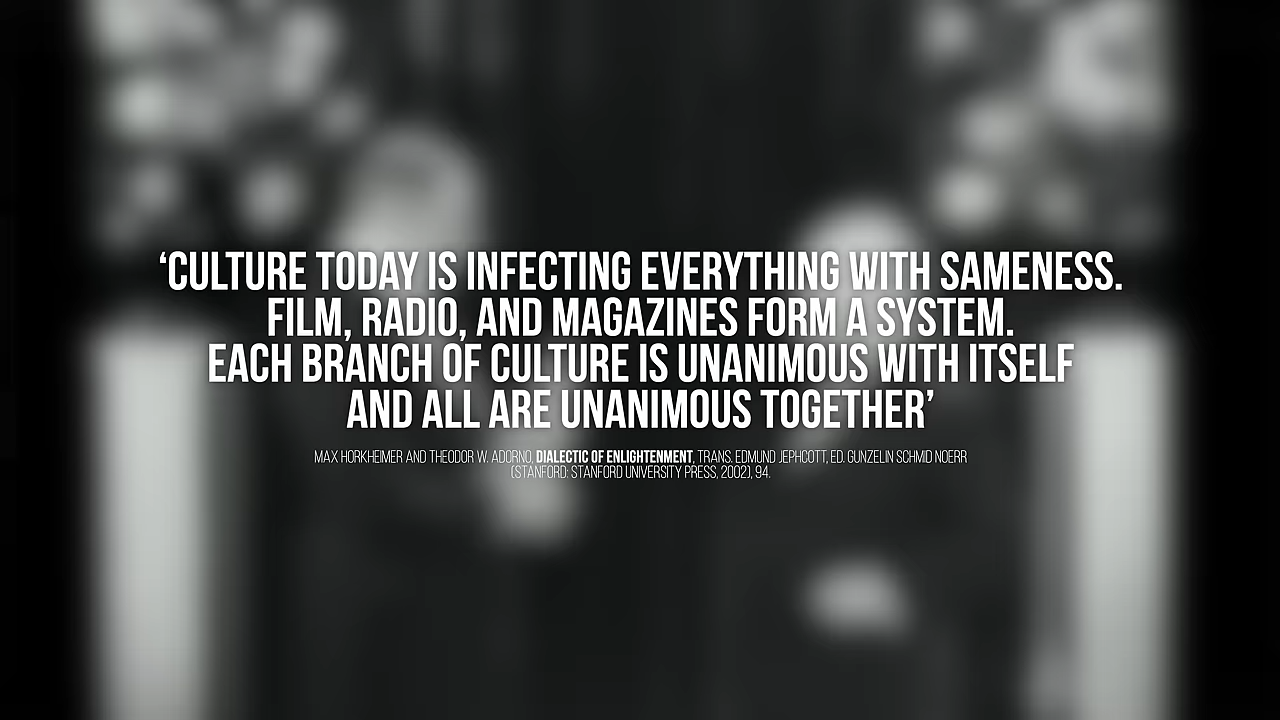 ‘CULTURE TODAY IS INFECTING EVERYTHING WITH SAMENESS.
FILM, RADIO, AND MAGAZINES FORM A SYSTEM.
EACH BRANCH OF CULTURE IS UNANIMOUS WITH ITSELF
AND ALL ARE UNANIMOUS TOGETHER’
MAX HORKHEIMER AND THEODOR W. ADORNO, DIALECTIC OF ENLIGHTENMENT, TRANS. EDMUND JEPHCOTT, ED. GUNZELIN SCHMID NOERR
(STANFORD: STANFORD UNIVERSITY PRESS, 2002), 94.